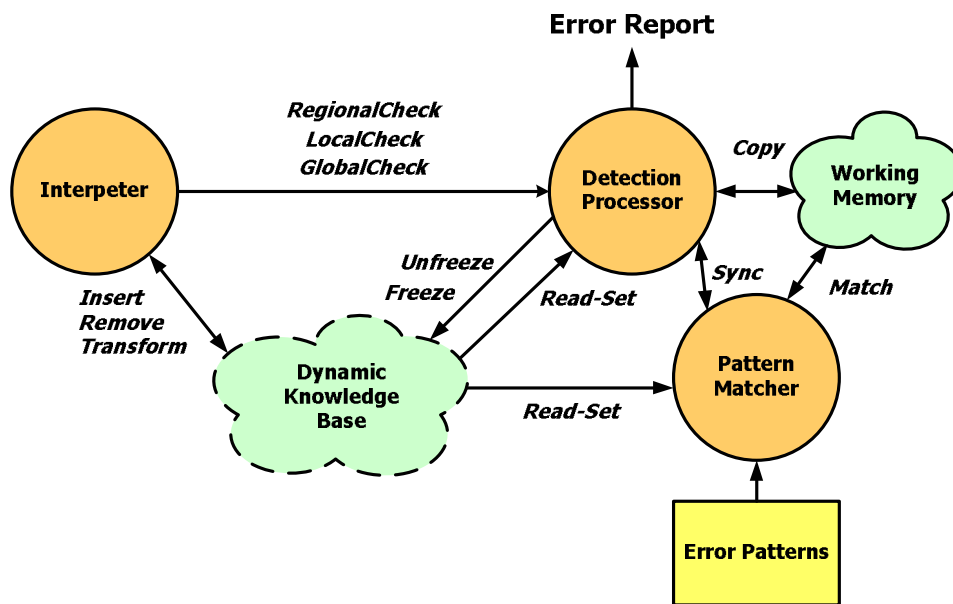 Error Report
RegionalCheck
LocalCheck
GlobalCheck
Interpeter
Detection
Processor
Copy
Working
Memory
Unfreeze
Freeze
Read-Set
Sync
Match
Insert
Remove
Transform
Dynamic
Knowledge
Base
Pattern
Matcher
Read-Set
Error Patterns